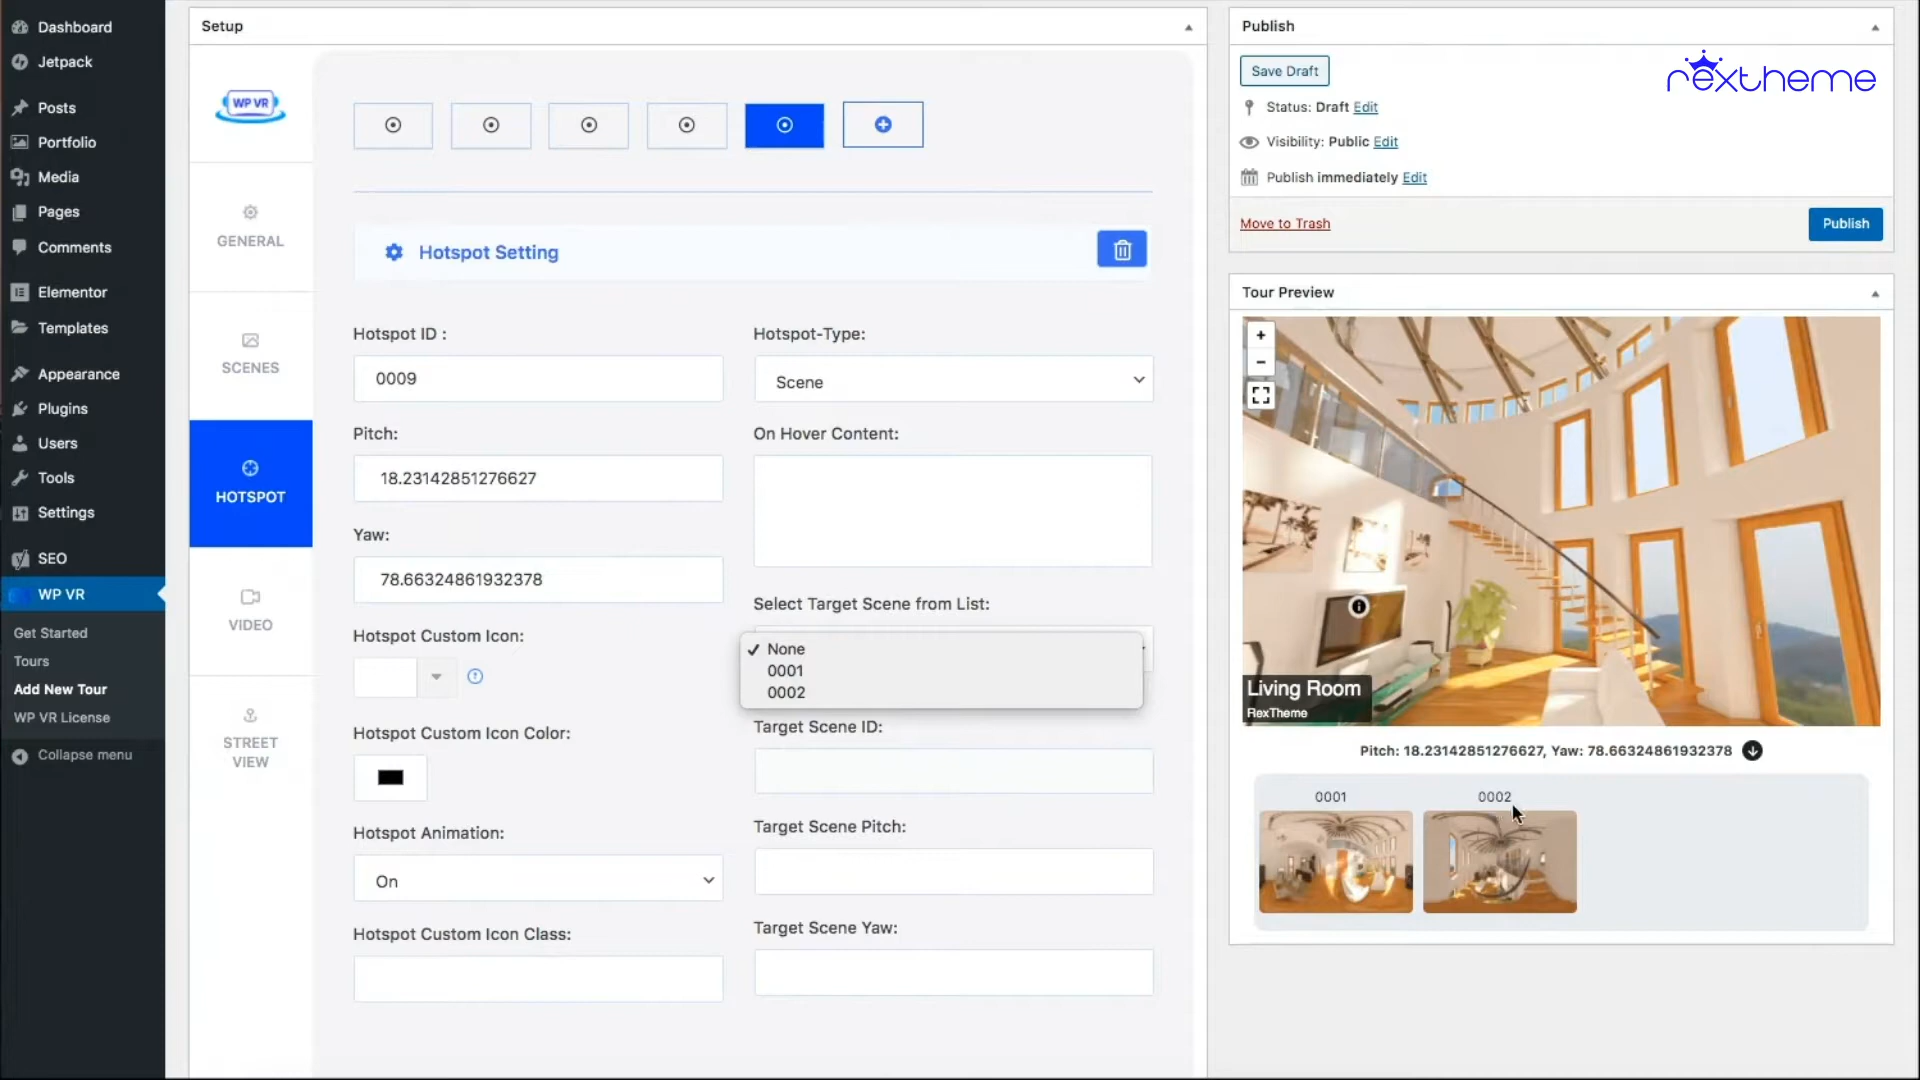 Dashboard
Jetpack
Posts
Portfolio
Media
Pages
Comments
Elementor
Templates
Appearance
Plugins
Users
Tools
Settings
SEO
WP VR
Get Started
Tours
Add New Tour
WP VR License
Collapse menu
Setup
WP VR
GENERAL
SCENES
HOTSPOT
VIDEO
STREET
VIEW
Hotspot Setting
Hotspot ID :
0009
Pitch:
18.23142851276627
Yaw:
78.66324861932378
Hotspot Custom Icon:
Hotspot Custom Icon Color:
Hotspot Animation:
On
Hotspot Custom Icon Class:
Hotspot-Type:
Scene
On Hover Content:
Select Target Scene from List:
None
0001
0002
Target Scene ID:
Target Scene Pitch:
Target Scene Yaw:
Publish
rextheme
Save Draft
Status: Draft Edit
Visibility: Public Edit
Publish immediately Edit
Move to Trash
Publish
Tour Preview
+
−
Living Room
RexTheme
Pitch: 18.23142851276627, Yaw: 78.66324861932378
0001
0002